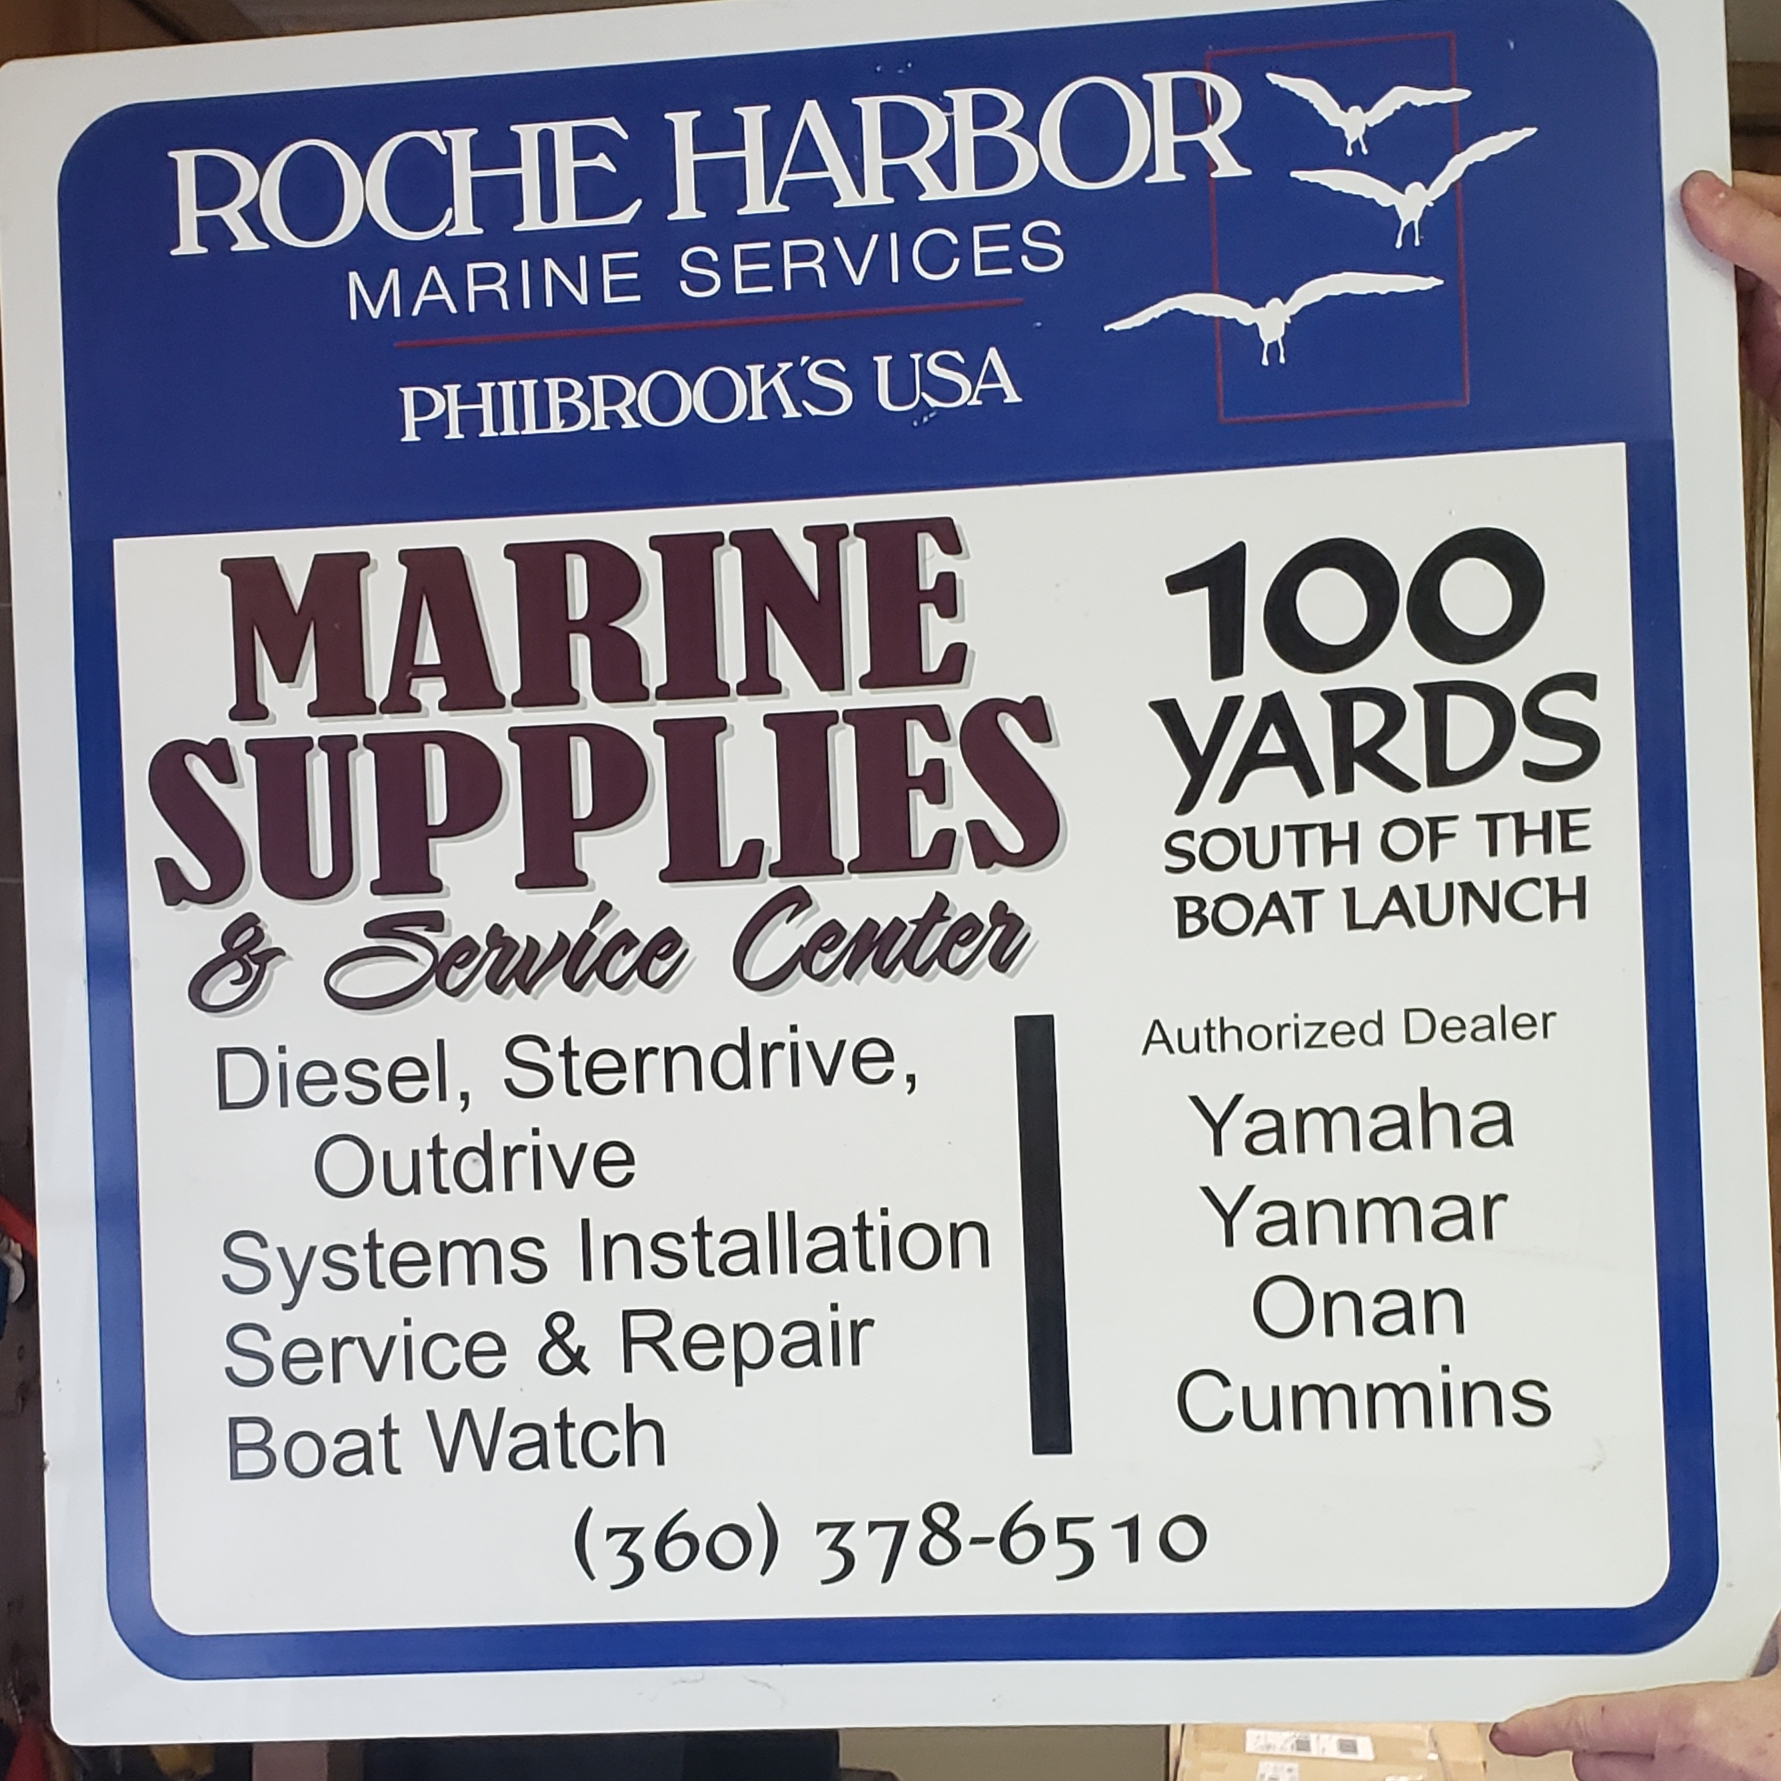 ROCHE HARBOR
MARINE SERVICES
PHILBROOK'S USA
MARINE
SUPPLIES
& Service Center
100
YARDS
SOUTH OF THE
BOAT LAUNCH
Diesel, Sterndrive,
Outdrive
Systems Installation
Service & Repair
Boat Watch
Authorized Dealer
Yamaha
Yanmar
Onan
Cummins
(360) 378-6510